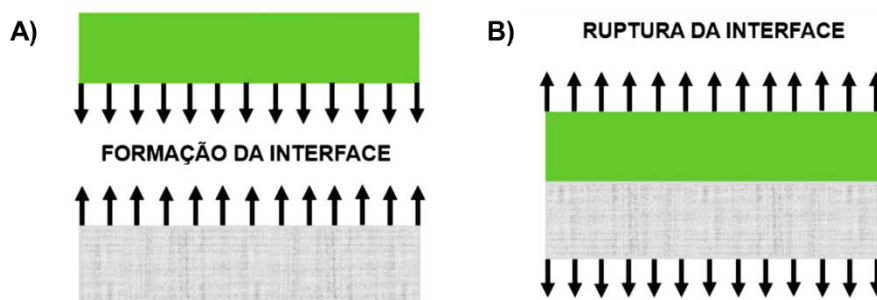 A)
FORMAÇÃO DA INTERFACE
B)
RUPTURA DA INTERFACE